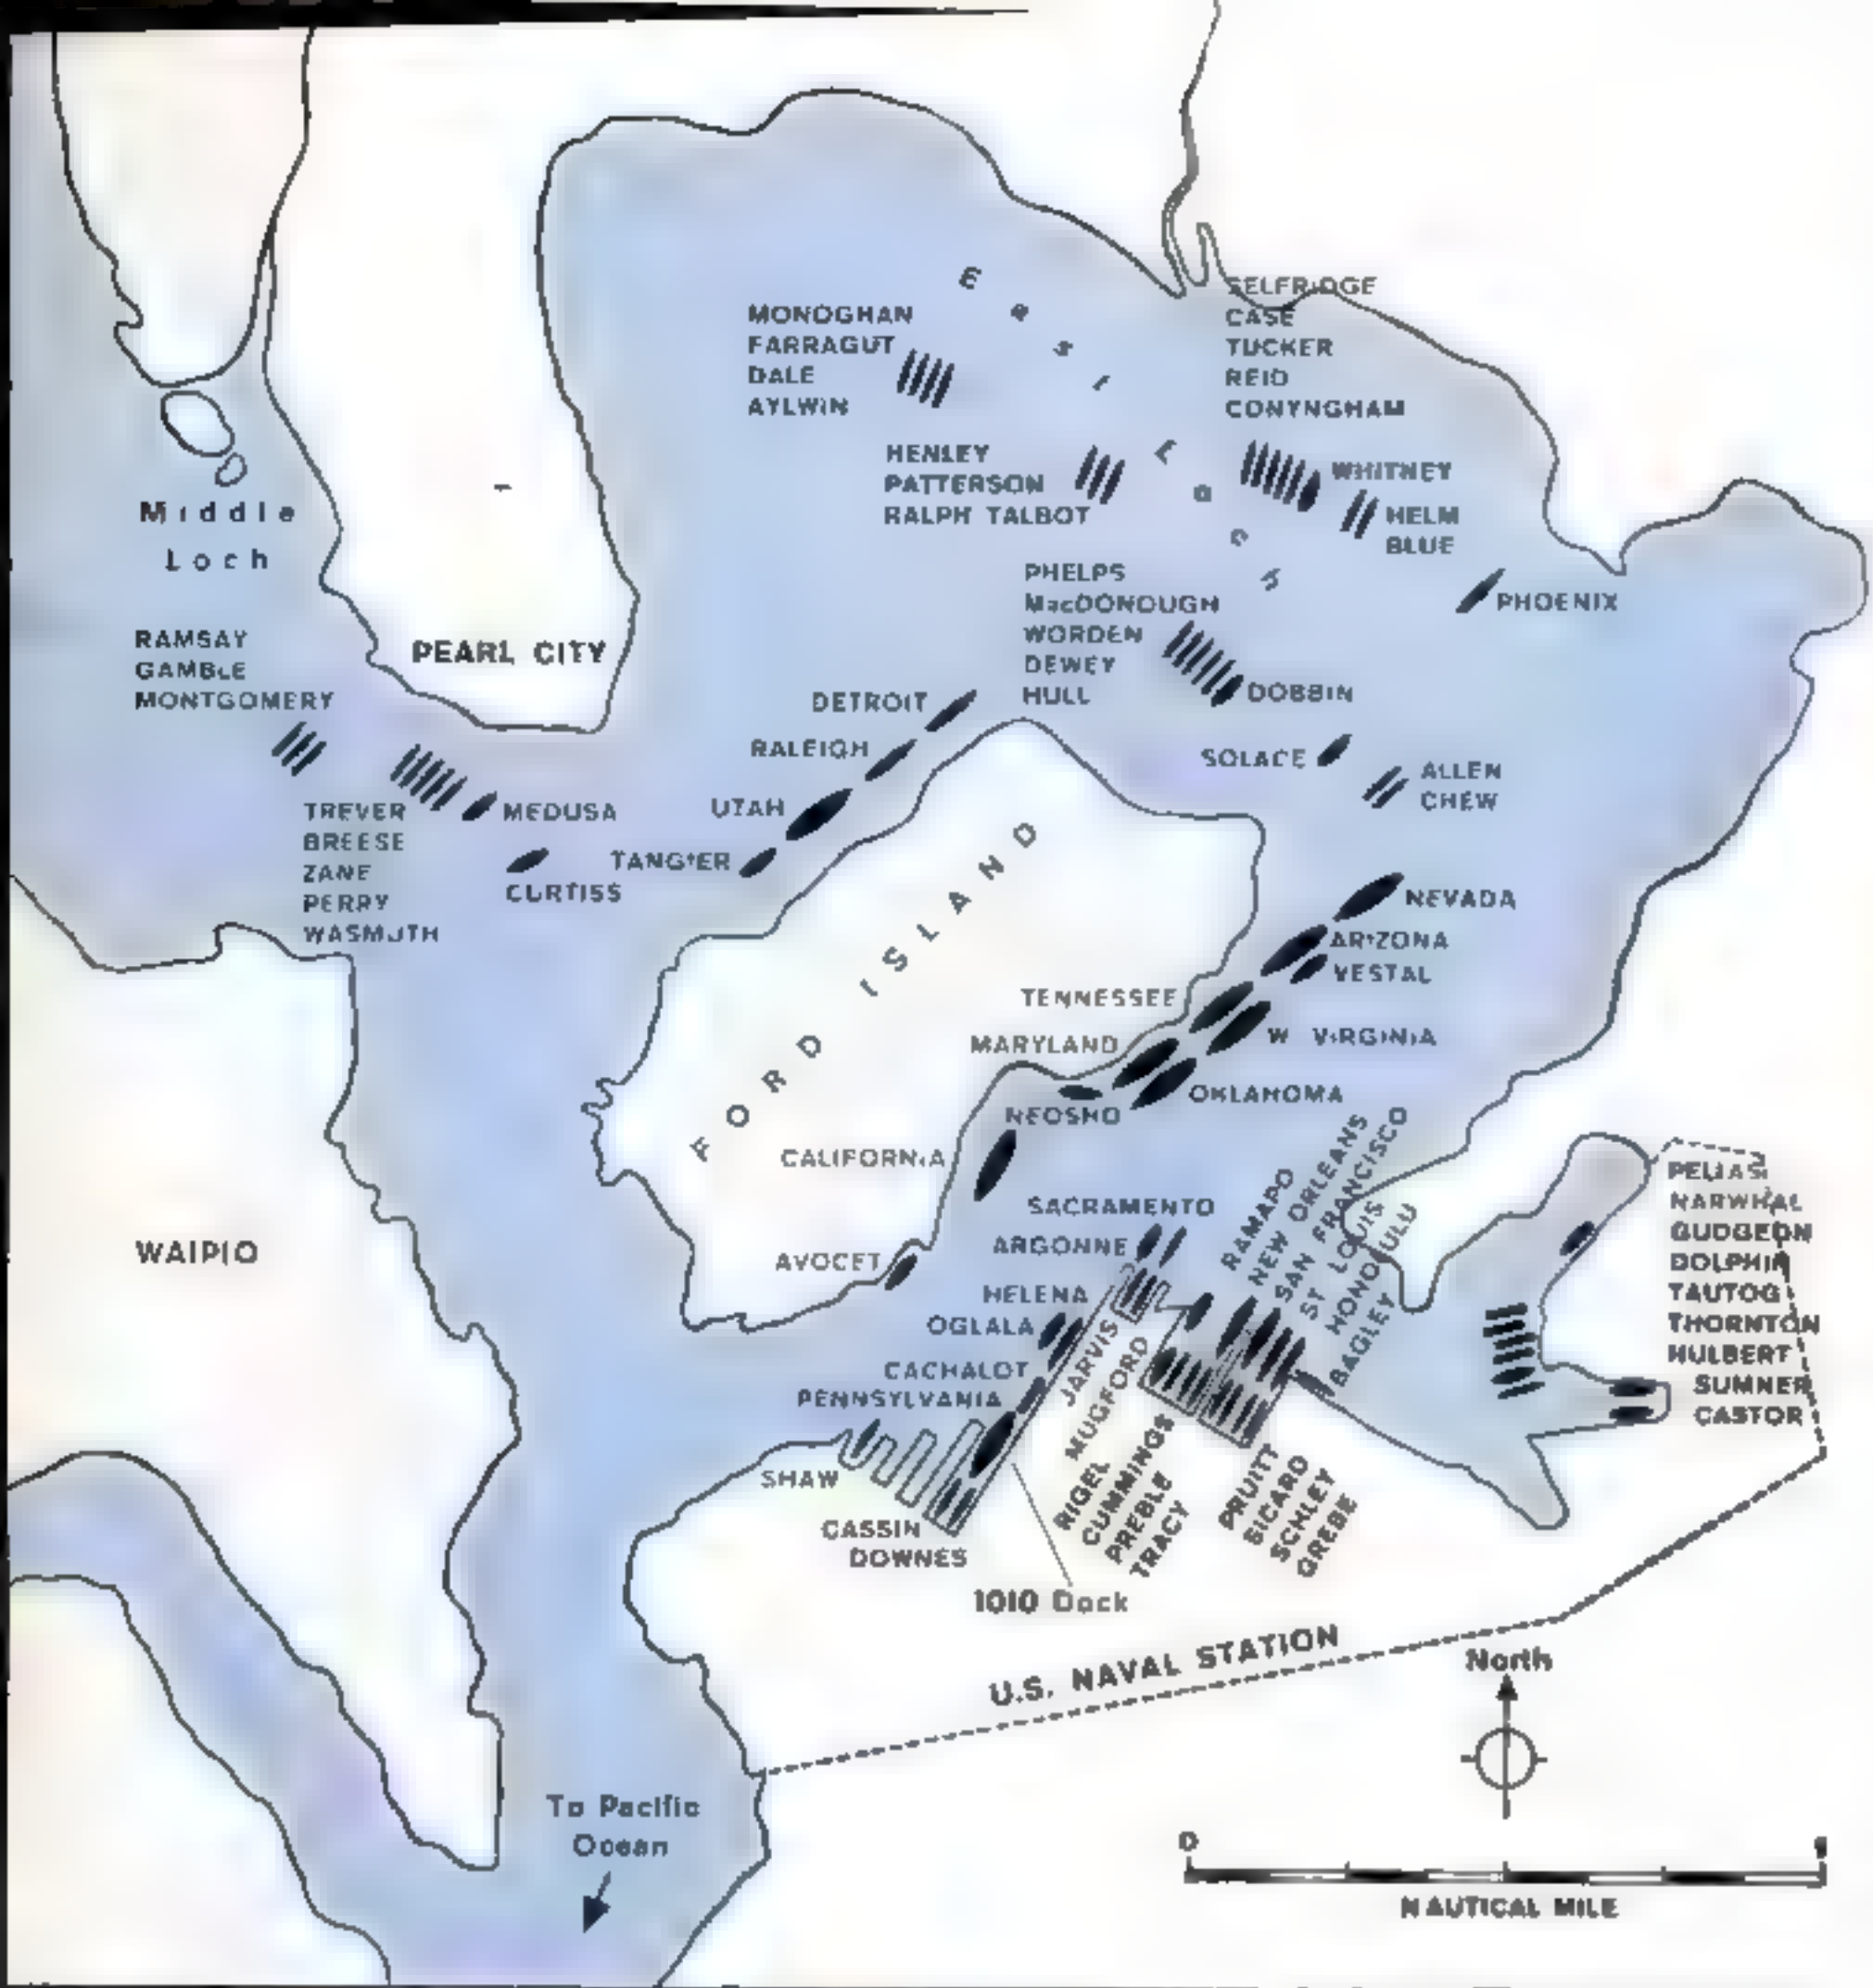 SELFRIDGE
CASE
TUCKER
REID
CONYNGHAM
MONOGHAN
FARRAGUT
DALE
AYLWIN
East Loch
HENLEY
PATTERSON
RALPH TALBOT
WHITNEY
HELM
BLUE
Middle
Loch
PHELPS
MacDONOUGH
WORDEN
DEWEY
HULL
PHOENIX
RAMSAY
GAMBLE
MONTGOMERY
PEARL CITY
DOBBIN
DETROIT
RALEIGH
SOLACE
ALLEN
CHEW
UTAH
TREVER
BREESE
ZANE
PERRY
WASMUTH
MEDUSA
TANGIER
CURTISS
FORD ISLAND
NEVADA
ARIZONA
VESTAL
TENNESSEE
W VIRGINIA
MARYLAND
OKLAHOMA
NEOSHO
CALIFORNIA
SACRAMENTO
ARGONNE
AVOCET
HELENA
OGLALA
CACHALOT
PENNSYLVANIA
RAMAPO
NEW ORLEANS
SAN FRANCISCO
ST LOUIS
HONOLULU
BAGLEY
PELIAS
NARWHAL
GUDGEON
DOLPHIN
TAUTOG
THORNTON
HULBERT
SUMNER
CASTOR
WAIPIO
JARVIS
MUGFORD
SHAW
CASSIN
DOWNES
RIGEL
CUMMINGS
PREBLE
TRACY
PRUITT
SICARD
SCHLEY
GREBE
1010 Dock
U.S. NAVAL STATION
North
To Pacific
Ocean
0 1
NAUTICAL MILE